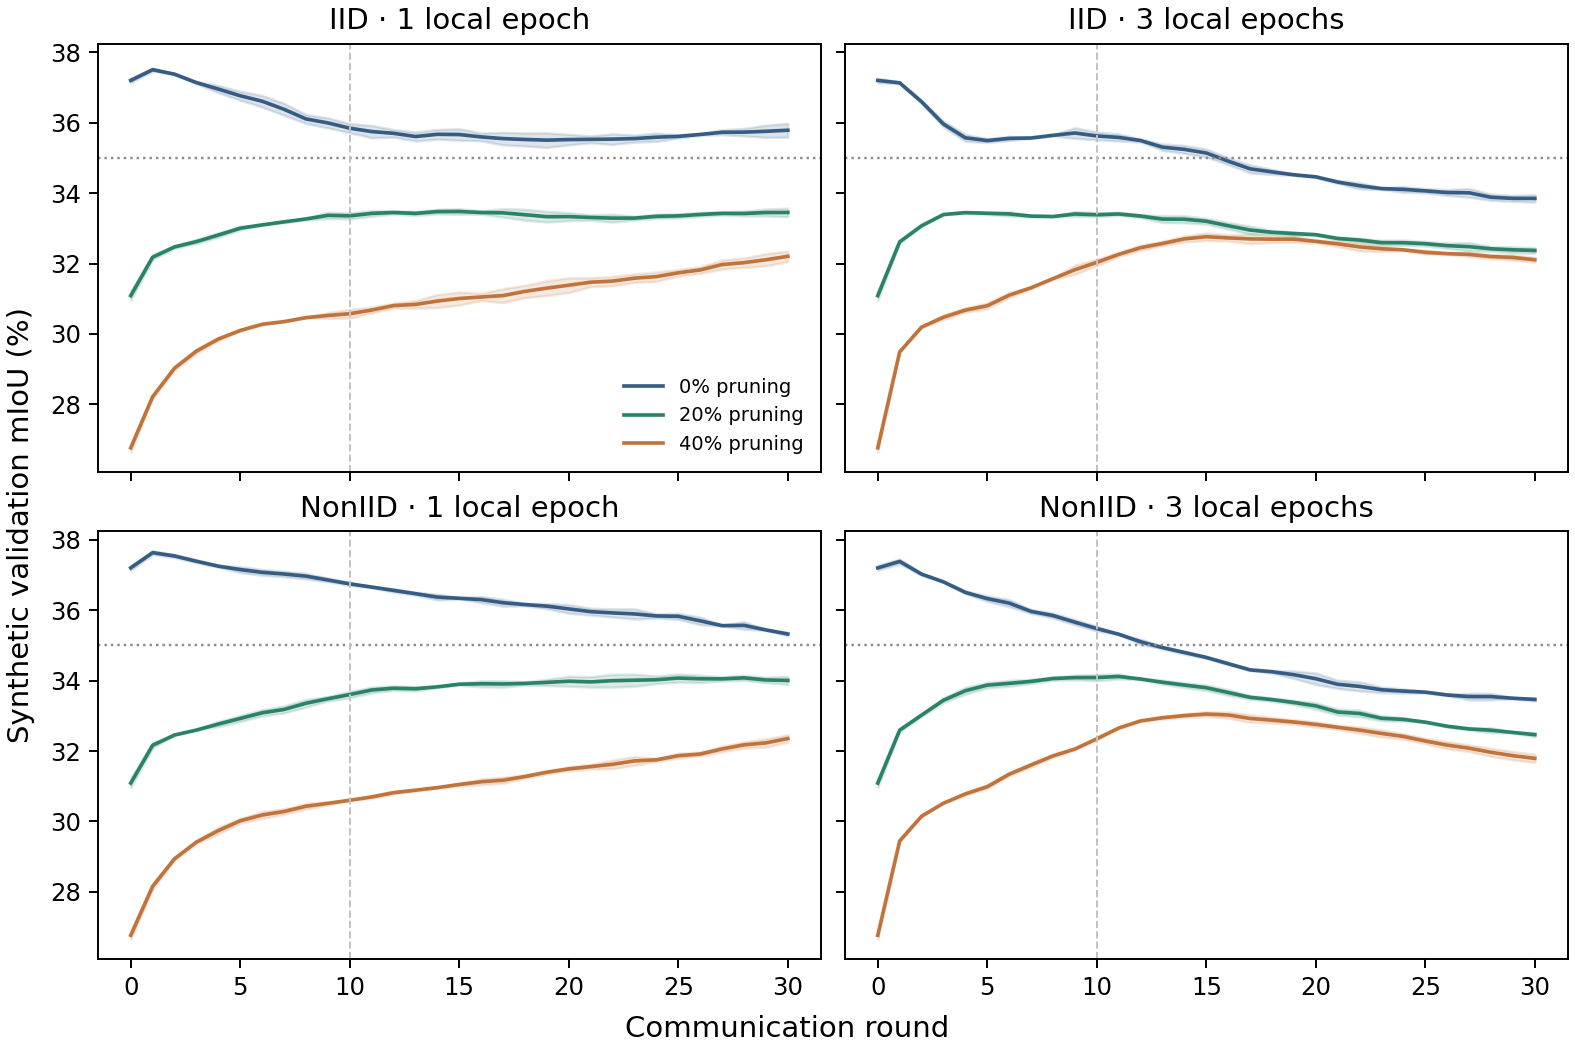 IID · 1 local epoch
IID · 3 local epochs
38
36
34
32
30
28
0% pruning
20% pruning
40% pruning
Synthetic validation mIoU (%)
NonIID · 1 local epoch
NonIID · 3 local epochs
38
36
34
32
30
28
0 5 10 15 20 25 30
0 5 10 15 20 25 30
Communication round